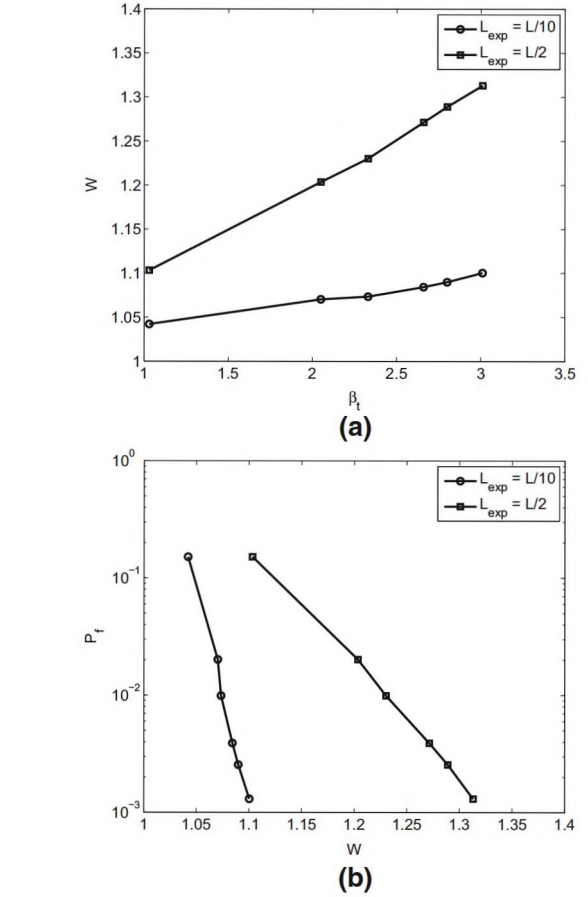 1.4
1.35
1.3
1.25
1.2
1.15
1.1
1.05
1
W
L_exp = L/10
L_exp = L/2
1 1.5 2 2.5 3 3.5
β_t
(a)
10^0
10^-1
10^-2
10^-3
P_f
L_exp = L/10
L_exp = L/2
1 1.05 1.1 1.15 1.2 1.25 1.3 1.35 1.4
W
(b)